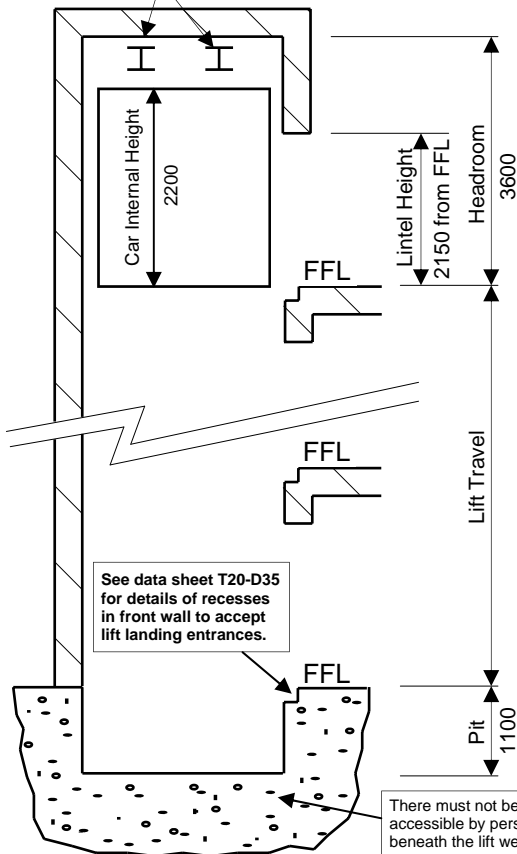 Car Internal Height
2200
Lintel Height
2150 from FFL
Headroom
3600
FFL
Lift Travel
FFL
See data sheet T20-D35
for details of recesses
in front wall to accept
lift landing entrances.
FFL
Pit
1100
There must not be
accessible by pers
beneath the lift we